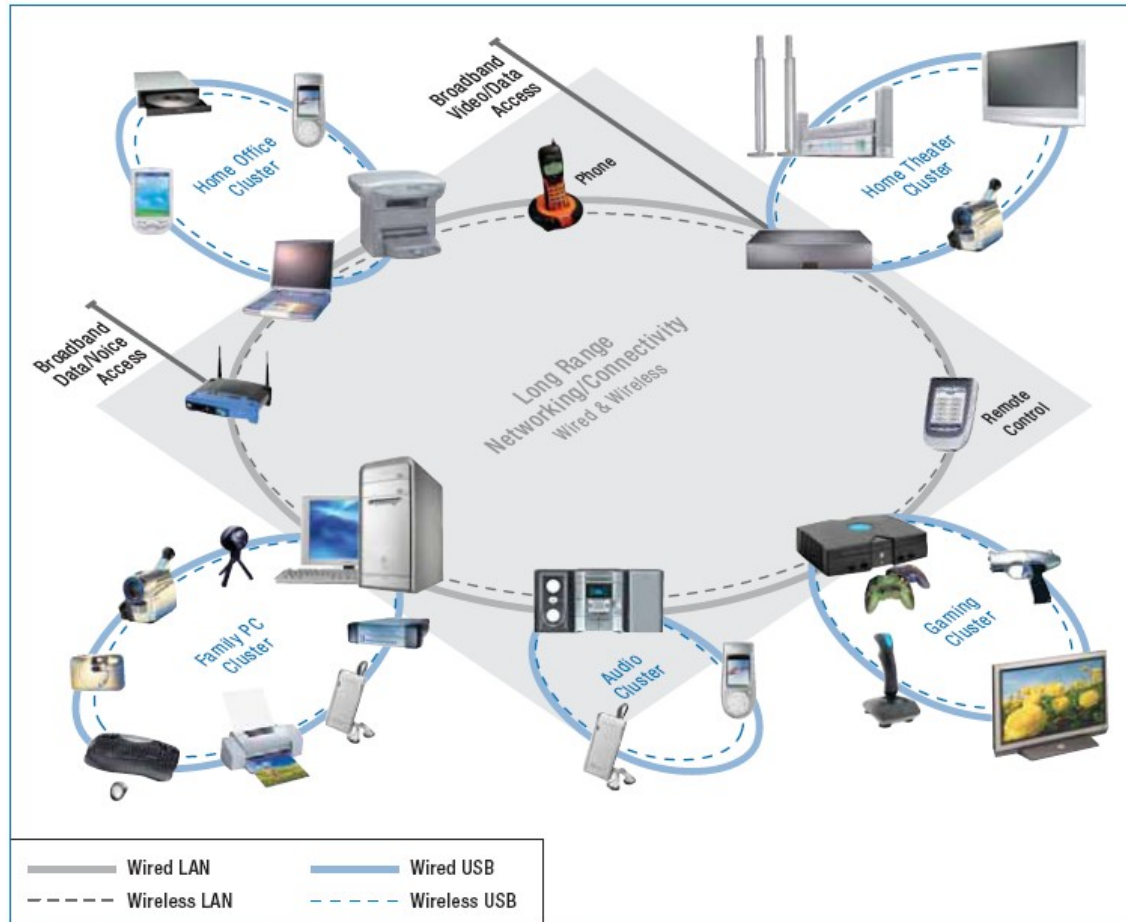 Broadband
Video/Data
Access
Home Office
Cluster
Phone
Home Theater
Cluster
Broadband
Data/Voice
Access
Long Range
Networking/Connectivity
Wired & Wireless
Remote
Control
Family PC
Cluster
Audio
Cluster
Gaming
Cluster
Wired LAN
Wired USB
Wireless LAN
Wireless USB